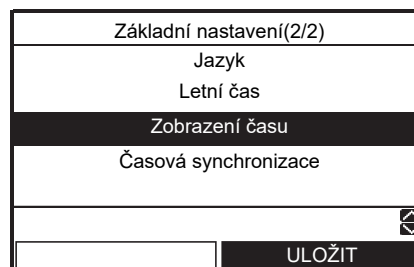 Základní nastavení(2/2)
Jazyk
Letní čas
Zobrazení času
Časová synchronizace
ULOŽIT